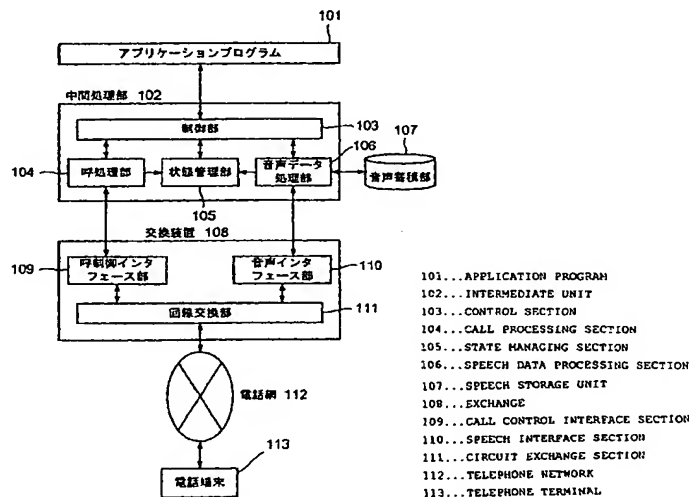 101
アプリケーションプログラム
中間処理部 102
103
制御部
106
107
104
呼処理部
状態管理部
音声データ
処理部
音声蓄積部
105
交換装置 108
109
呼制御インタ
フェース部
音声インタ
フェース部
110
回線交換部
111
電話網 112
113
電話端末
101...APPLICATION PROGRAM
102...INTERMEDIATE UNIT
103...CONTROL SECTION
104...CALL PROCESSING SECTION
105...STATE MANAGING SECTION
106...SPEECH DATA PROCESSING SECTION
107...SPEECH STORAGE UNIT
108...EXCHANGE
109...CALL CONTROL INTERFACE SECTION
110...SPEECH INTERFACE SECTION
111...CIRCUIT EXCHANGE SECTION
112...TELEPHONE NETWORK
113...TELEPHONE TERMINAL